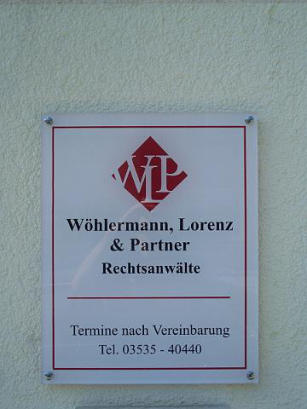 WLP
Wöhlermann, Lorenz
& Partner
Rechtsanwälte
Termine nach Vereinbarung
Tel. 03535 - 40440